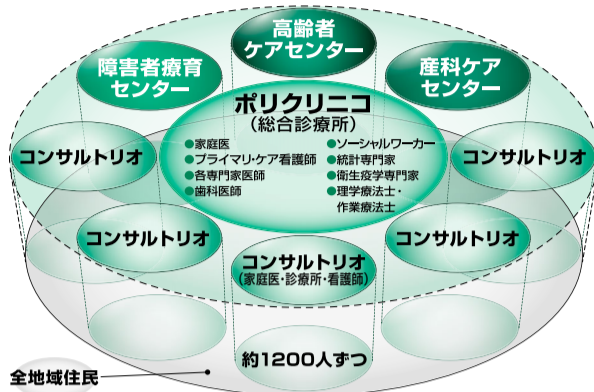 高齢者
ケアセンター
障害者療育
センター
産科ケア
センター
ポリクリニコ
（総合診療所）
●家庭医
●プライマリ・ケア看護師
●各専門家医師
●歯科医師
●ソーシャルワーカー
●統計専門家
●衛生疫学専門家
●理学療法士・
作業療法士
コンサルトリオ
コンサルトリオ
コンサルトリオ
コンサルトリオ
コンサルトリオ
（家庭医・診療所・看護師）
約1200人ずつ
全地域住民